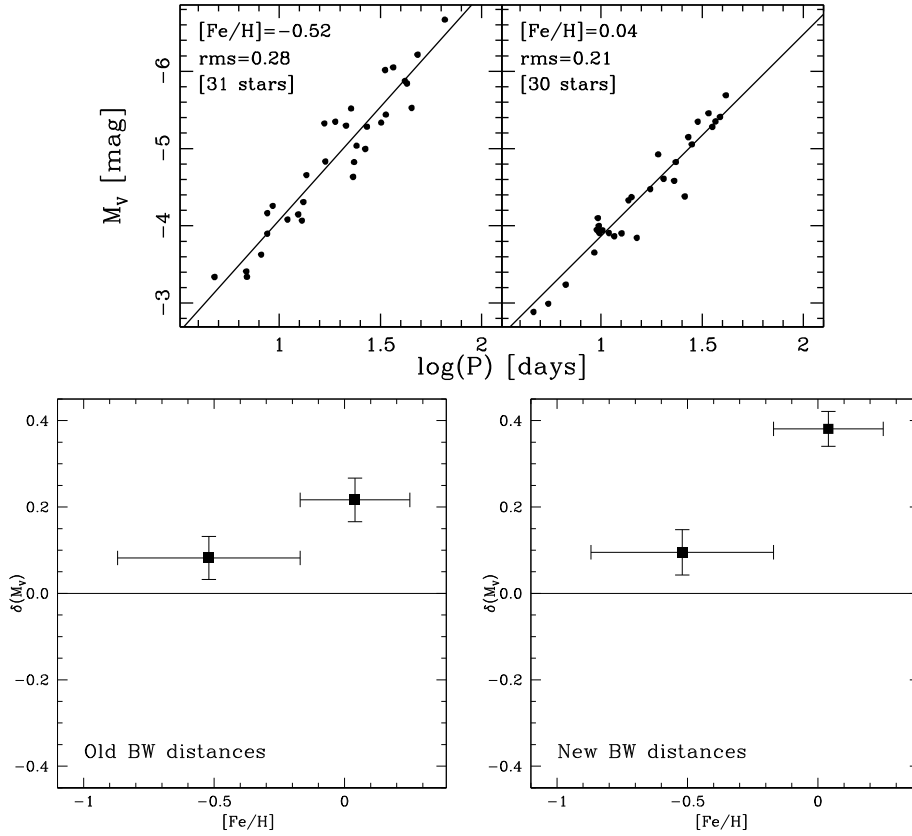 [Fe/H]=−0.52
rms=0.28
[31 stars]
[Fe/H]=0.04
rms=0.21
[30 stars]
M_V [mag]
−6
−5
−4
−3
1
1.5
2
1
1.5
2
log(P) [days]
0.4
0.2
0.0
−0.2
−0.4
δ(M_V)
Old BW distances
−1
−0.5
0
[Fe/H]
0.4
0.2
0.0
−0.2
−0.4
δ(M_V)
New BW distances
−1
−0.5
0
[Fe/H]